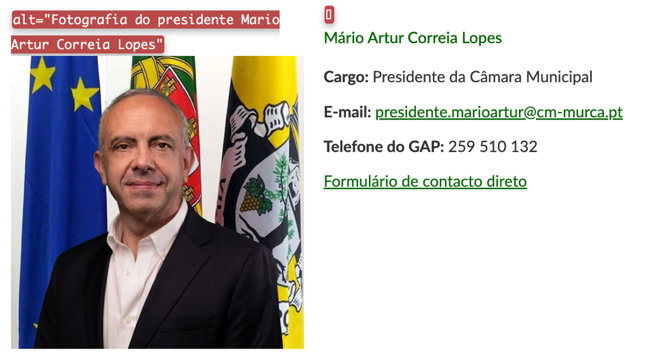 alt="Fotografia do presidente Mario
Artur Correia Lopes"
Mário Artur Correia Lopes
Cargo: Presidente da Câmara Municipal
E-mail: presidente.marioartur@cm-murca.pt
Telefone do GAP: 259 510 132
Formulário de contacto direto